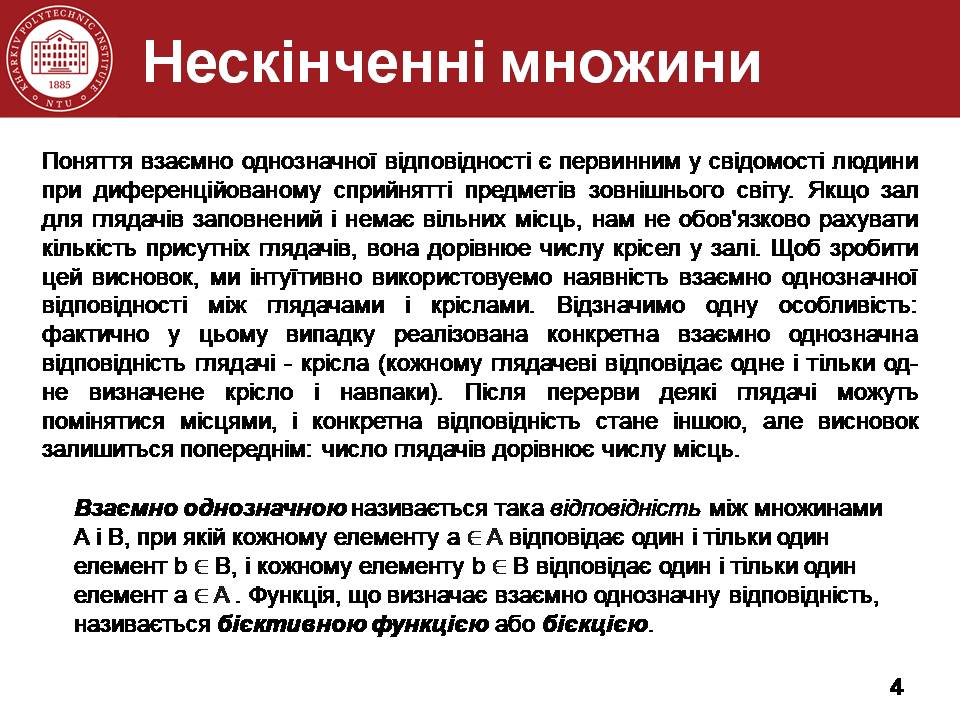 KHARKIV POLYTECHNIC INSTITUTE
1885
NTU
Нескінченні множини
Поняття взаємно однозначної відповідності є первинним у свідомості людини
при диференційованому сприйнятті предметів зовнішнього світу. Якщо зал
для глядачів заповнений і немає вільних місць, нам не обов'язково рахувати
кількість присутніх глядачів, вона дорівнює числу крісел у залі. Щоб зробити
цей висновок, ми інтуїтивно використовуємо наявність взаємно однозначної
відповідності між глядачами і кріслами. Відзначимо одну особливість:
фактично у цьому випадку реалізована конкретна взаємно однозначна
відповідність глядачі - крісла (кожному глядачеві відповідає одне і тільки од-
не визначене крісло і навпаки). Після перерви деякі глядачі можуть
помінятися місцями, і конкретна відповідність стане іншою, але висновок
залишиться попереднім: число глядачів дорівнює числу місць.
Взаємно однозначною називається така відповідність між множинами
А і В, при якій кожному елементу a ∈ A відповідає один і тільки один
елемент b ∈ B, і кожному елементу b ∈ B відповідає один і тільки один
елемент a ∈ A . Функція, що визначає взаємно однозначну відповідність,
називається бієктивною функцією або бієкцією.
4